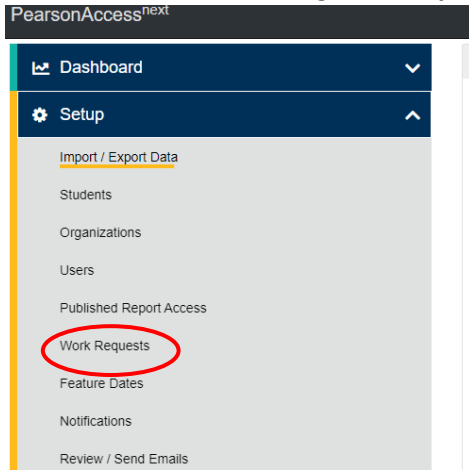 PearsonAccessnext
Dashboard
Setup
Import / Export Data
Students
Organizations
Users
Published Report Access
Work Requests
Feature Dates
Notifications
Review / Send Emails